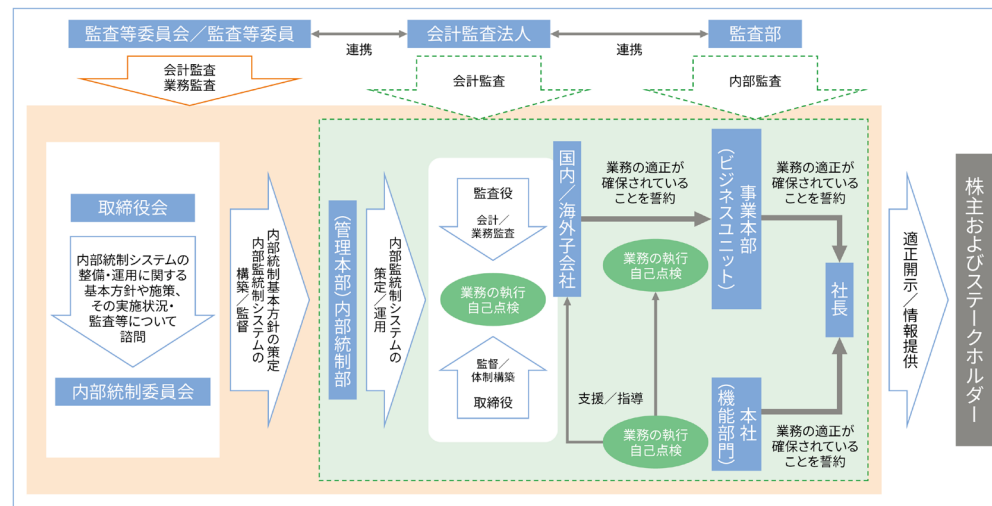 監査等委員会／監査等委員
連携
会計監査法人
連携
監査部
会計監査
業務監査
会計監査
内部監査
取締役会
内部統制システムの
整備・運用に関する
基本方針や施策、
その実施状況・
監査等について
諮問
内部統制委員会
内部統制基本方針の策定
内部監統制システムの
構築／監督
(管理本部)内部統制部
内部監統制システムの
策定／運用
監査役
会計／
業務監査
業務の執行
自己点検
監督／
体制構築
取締役
国内／海外子会社
業務の適正が
確保されている
ことを誓約
業務の執行
自己点検
支援／指導
業務の執行
自己点検
事業本部
(ビジネスユニット)
業務の適正が
確保されている
ことを誓約
社長
本社
(機能部門)
業務の適正が
確保されている
ことを誓約
適正開示／情報提供
株主およびステークホルダー